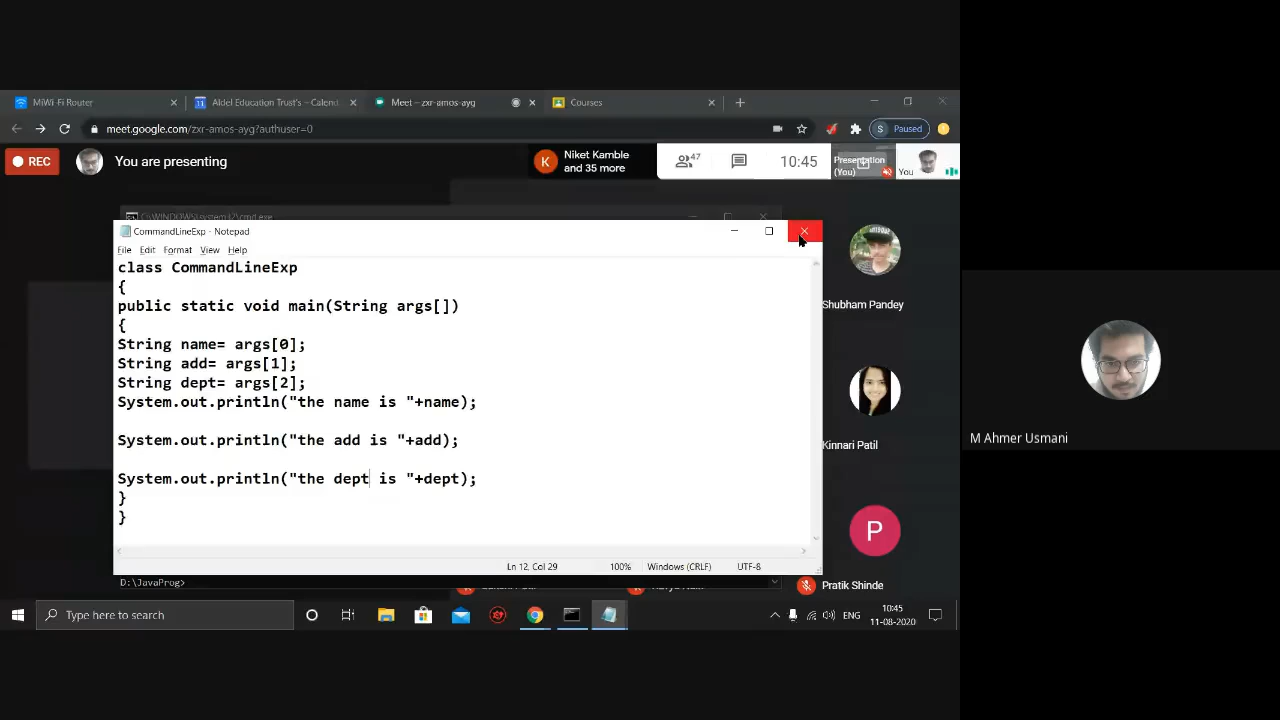 MiWi-Fi Router
Aldel Education Trust's – Calend
Meet – zxr-amos-ayg
Courses
meet.google.com/zxr-amos-ayg?authuser=0
S Paused
REC
You are presenting
K
Niket Kamble
and 35 more
47
10:45
Presentation
(You)
You
C:\WINDOWS\system32\cmd.exe
CommandLineExp - Notepad
File Edit Format View Help
class CommandLineExp
{
public static void main(String args[])
{
String name= args[0];
String add= args[1];
String dept= args[2];
System.out.println("the name is "+name);
System.out.println("the add is "+add);
System.out.println("the dept is "+dept);
}
}
Ln 12, Col 29 100% Windows (CRLF) UTF-8
D:\JavaProg>
Shubham Pandey
Kinnari Patil
P
Pratik Shinde
M Ahmer Usmani
Type here to search
ENG
10:45
11-08-2020